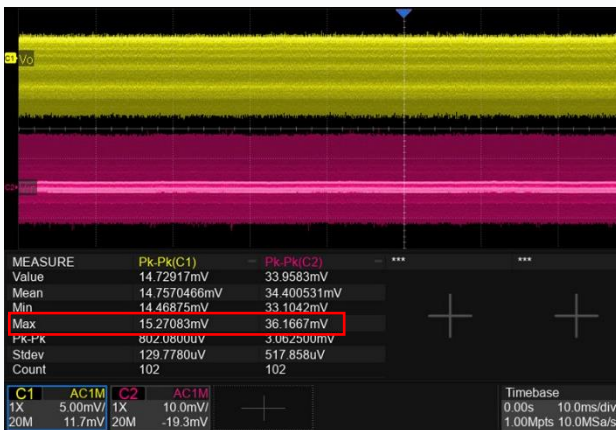 C1 Vo
C2
MEASURE Pk-Pk(C1) Pk-Pk(C2) *** ***
Value 14.72917mV 33.9583mV
Mean 14.7570466mV 34.400531mV
Min 14.46875mV 33.1042mV
Max 15.27083mV 36.1667mV
Pk-Pk 802.0800uV 3.062500mV
Stdev 129.7780uV 517.858uV
Count 102 102
C1 AC1M C2 AC1M Timebase
1X 5.00mV/ 1X 10.0mV/ 0.00s 10.0ms/div
20M 11.7mV 20M -19.3mV 1.00Mpts 10.0MSa/s